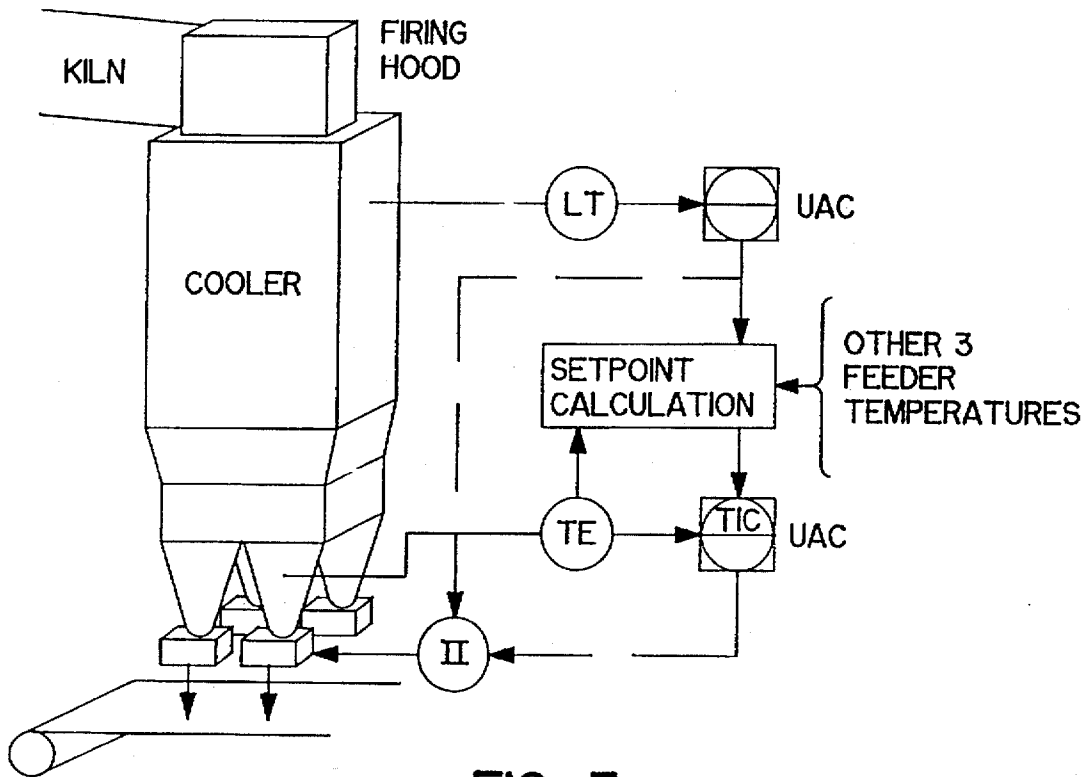 FIRING
HOOD
KILN
LT
UAC
COOLER
SETPOINT
CALCULATION
OTHER 3
FEEDER
TEMPERATURES
TE
TIC
UAC
II